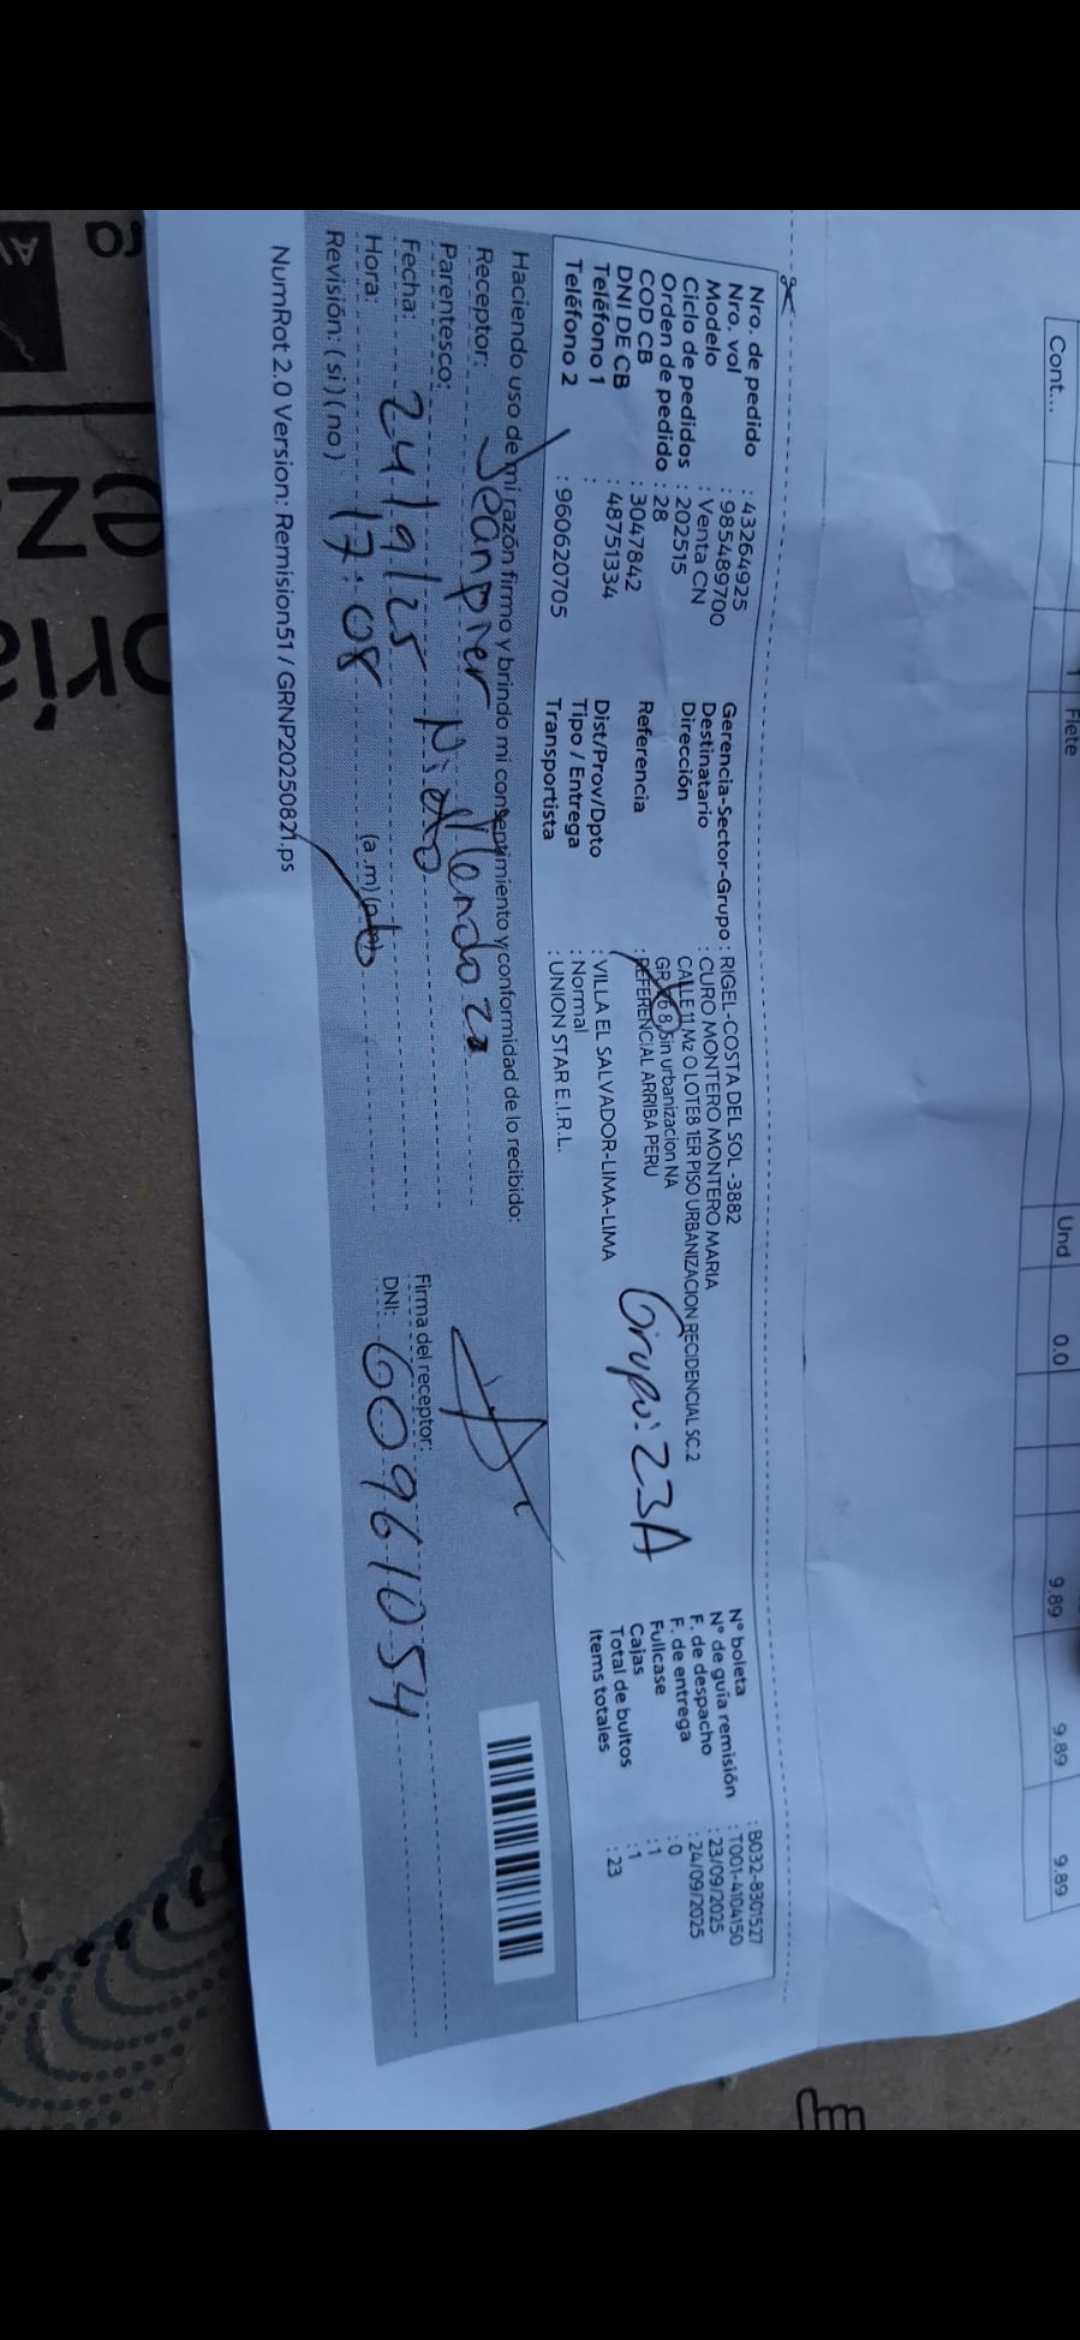 Cont...
Flete
Und
0.0
9.89
9.89
9.89
Nro. de pedido : 43264925
Nro. vol : 985489700
Modelo : Venta CN
Ciclo de pedidos : 202515
Orden de pedido : 28
COD CB : 3047842
DNI DE CB : 48751334
Teléfono 1 :
Teléfono 2 : 960620705
Gerencia-Sector-Grupo : RIGEL-COSTA DEL SOL -3882
Destinatario : CURO MONTERO MONTERO MARIA
Dirección CALLE 11 Mz O LOTE8 1ER PISO URBANIZACION RECIDENCIAL SC.2
GR 8, Sin urbanizacion NA
Referencia : REFERENCIAL ARRIBA PERU
Grupo: 23A
Dist/Prov/Dpto : VILLA EL SALVADOR-LIMA-LIMA
Tipo / Entrega : Normal
Transportista : UNION STAR E.I.R.L.
N° boleta : B032-8301527
N° de guía remisión : T001-4104150
F. de despacho : 23/09/2025
F. de entrega : 24/09/2025
Fullcase : 0
Cajas : 1
Total de bultos : 1
Items totales : 23
Haciendo uso de mi razón firmo y brindo mi consentimiento y conformidad de lo recibido:
Receptor: Jeanpier Nieto Mendoza
Parentesco:
Fecha: 24/9/25
Hora: 17:08 (a.m) (p.m)
Revisión: (si) (no)
Firma del receptor:
DNI: 60961054
NumRot 2.0 Version: Remision51 / GRNP20250821.ps